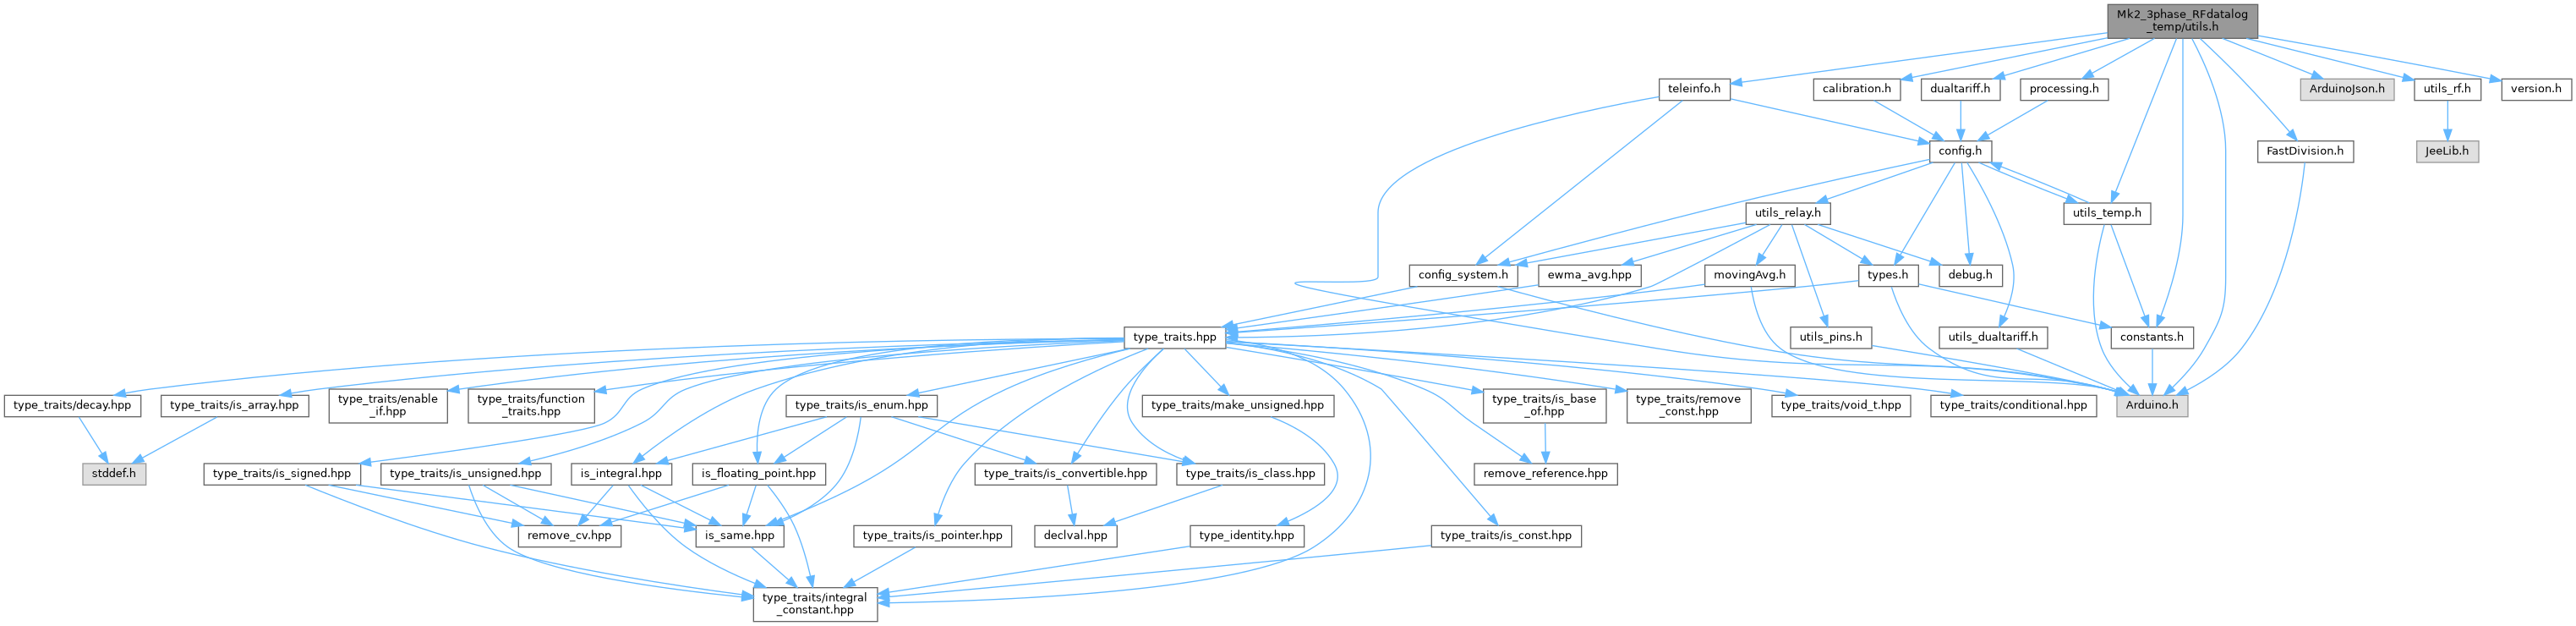 Mk2_3phase_RFdatalog
_temp/utils.h
teleinfo.h
calibration.h
dualtariff.h
processing.h
ArduinoJson.h
utils_rf.h
version.h
config.h
FastDivision.h
JeeLib.h
utils_relay.h
utils_temp.h
config_system.h
ewma_avg.hpp
movingAvg.h
types.h
debug.h
type_traits.hpp
utils_pins.h
utils_dualtariff.h
constants.h
type_traits/decay.hpp
type_traits/is_array.hpp
type_traits/enable
_if.hpp
type_traits/function
_traits.hpp
type_traits/is_enum.hpp
type_traits/make_unsigned.hpp
type_traits/is_base
_of.hpp
type_traits/remove
_const.hpp
type_traits/void_t.hpp
type_traits/conditional.hpp
Arduino.h
stddef.h
type_traits/is_signed.hpp
type_traits/is_unsigned.hpp
is_integral.hpp
is_floating_point.hpp
type_traits/is_convertible.hpp
type_traits/is_class.hpp
remove_reference.hpp
remove_cv.hpp
is_same.hpp
type_traits/is_pointer.hpp
declval.hpp
type_identity.hpp
type_traits/is_const.hpp
type_traits/integral
_constant.hpp